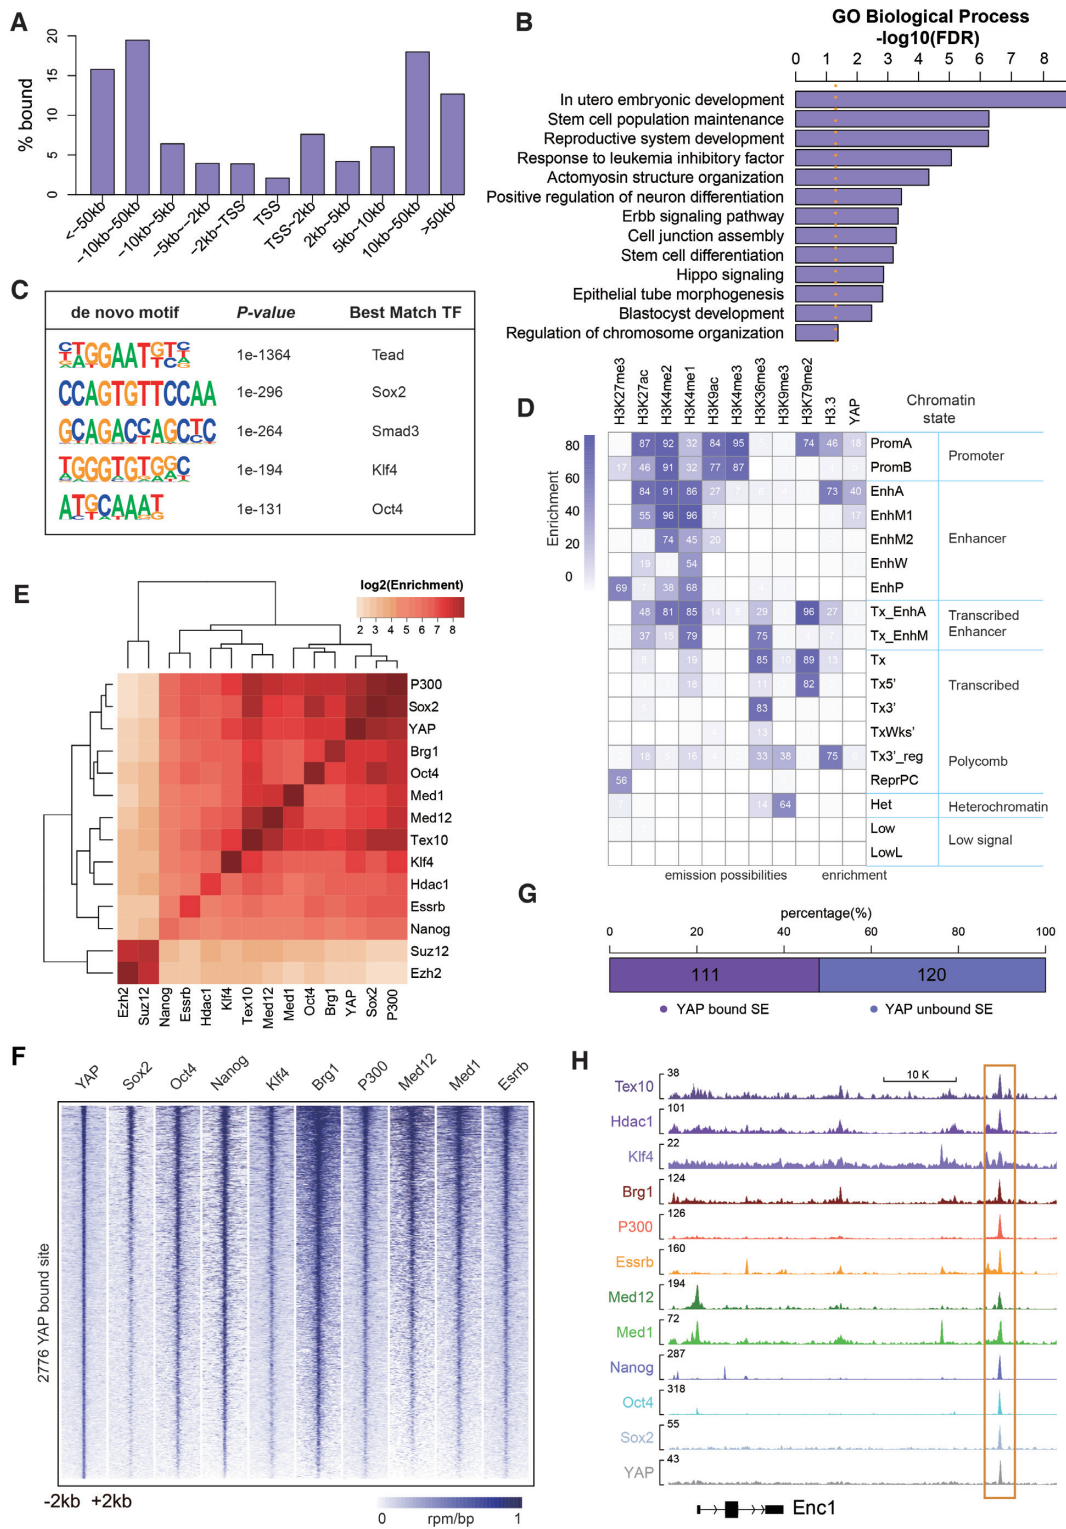 A
% bound
20
15
10
5
0
<-50kb
-10kb~50kb
-10kb~5kb
-5kb~-2kb
-2kb~TSS
TSS
TSS~2kb
2kb~5kb
5kb~10kb
10kb~50kb
>50kb
B
GO Biological Process
-log10(FDR)
0 1 2 3 4 5 6 7 8
In utero embryonic development
Stem cell population maintenance
Reproductive system development
Response to leukemia inhibitory factor
Actomyosin structure organization
Positive regulation of neuron differentiation
Erbb signaling pathway
Cell junction assembly
Stem cell differentiation
Hippo signaling
Epithelial tube morphogenesis
Blastocyst development
Regulation of chromosome organization
C
de novo motif P-value Best Match TF
1e-1364 Tead
CCAGTGTTCCAA 1e-296 Sox2
1e-264 Smad3
1e-194 Klf4
1e-131 Oct4
D
H3K27me3 H3K27ac H3K4me2 H3K4me1 H3K9ac H3K4me3 H3K36me3 H3K9me3 H3K79me2 H3.3 YAP
Chromatin
state
Enrichment
80
60
40
20
0
87 92 32 84 95 74 46 18 PromA
17 46 91 32 77 87 PromB
Promoter
84 91 86 27 73 40 EnhA
55 96 96 17 EnhM1
74 45 20 EnhM2
19 54 EnhW
69 38 68 EnhP
Enhancer
48 81 85 14 29 96 27 Tx_EnhA
37 15 79 75 Tx_EnhM
Transcribed
Enhancer
19 85 10 89 13 Tx
18 11 82 Tx5'
83 Tx3'
13 TxWks'
Transcribed
18 16 33 38 75 Tx3'_reg
56 ReprPC
Polycomb
14 64 Het
Heterochromatin
Low
LowL
Low signal
emission possibilities enrichment
E
log2(Enrichment)
2 3 4 5 6 7 8
P300
Sox2
YAP
Brg1
Oct4
Med1
Med12
Tex10
Klf4
Hdac1
Essrb
Nanog
Suz12
Ezh2
Ezh2 Suz12 Nanog Essrb Hdac1 Klf4 Tex10 Med12 Med1 Oct4 Brg1 YAP Sox2 P300
F
YAP Sox2 Oct4 Nanog Klf4 Brg1 P300 Med12 Med1 Esrrb
2776 YAP bound site
-2kb +2kb
0 rpm/bp 1
G
percentage(%)
0 20 40 60 80 100
111 120
YAP bound SE YAP unbound SE
H
10 K
Tex10 38
Hdac1 101
Klf4 22
Brg1 124
P300 126
Essrb 160
Med12 194
Med1 72
Nanog 287
Oct4 318
Sox2 55
YAP 43
Enc1